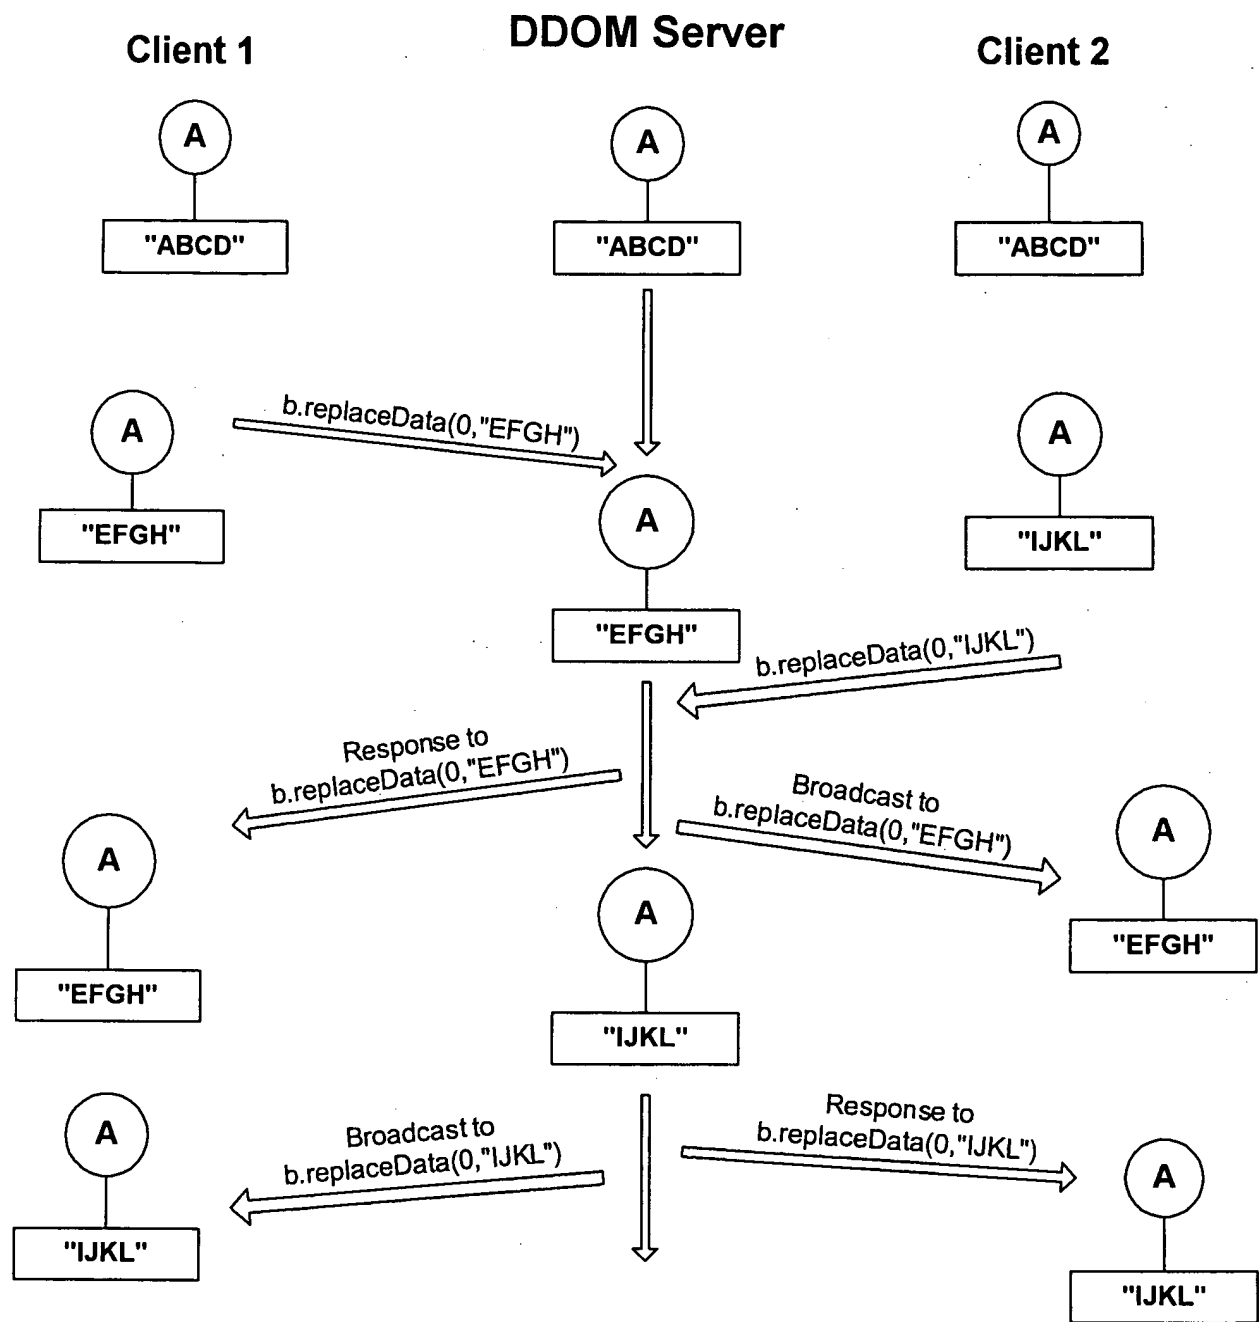 DDOM Server
Client 1
Client 2
A
A
A
"ABCD"
"ABCD"
"ABCD"
b.replaceData(0,"EFGH")
A
A
A
"EFGH"
"IJKL"
"EFGH"
b.replaceData(0,"IJKL")
Response to
b.replaceData(0,"EFGH")
Broadcast to
b.replaceData(0,"EFGH")
A
A
A
"EFGH"
"EFGH"
"IJKL"
A
Broadcast to
b.replaceData(0,"IJKL")
Response to
b.replaceData(0,"IJKL")
A
"IJKL"
"IJKL"